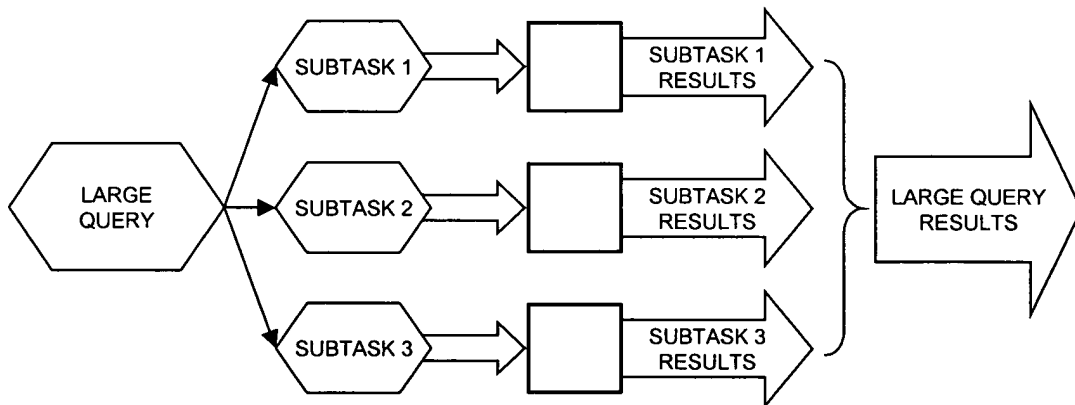 LARGE
QUERY
SUBTASK 1
SUBTASK 1
RESULTS
SUBTASK 2
SUBTASK 2
RESULTS
SUBTASK 3
SUBTASK 3
RESULTS
LARGE QUERY
RESULTS